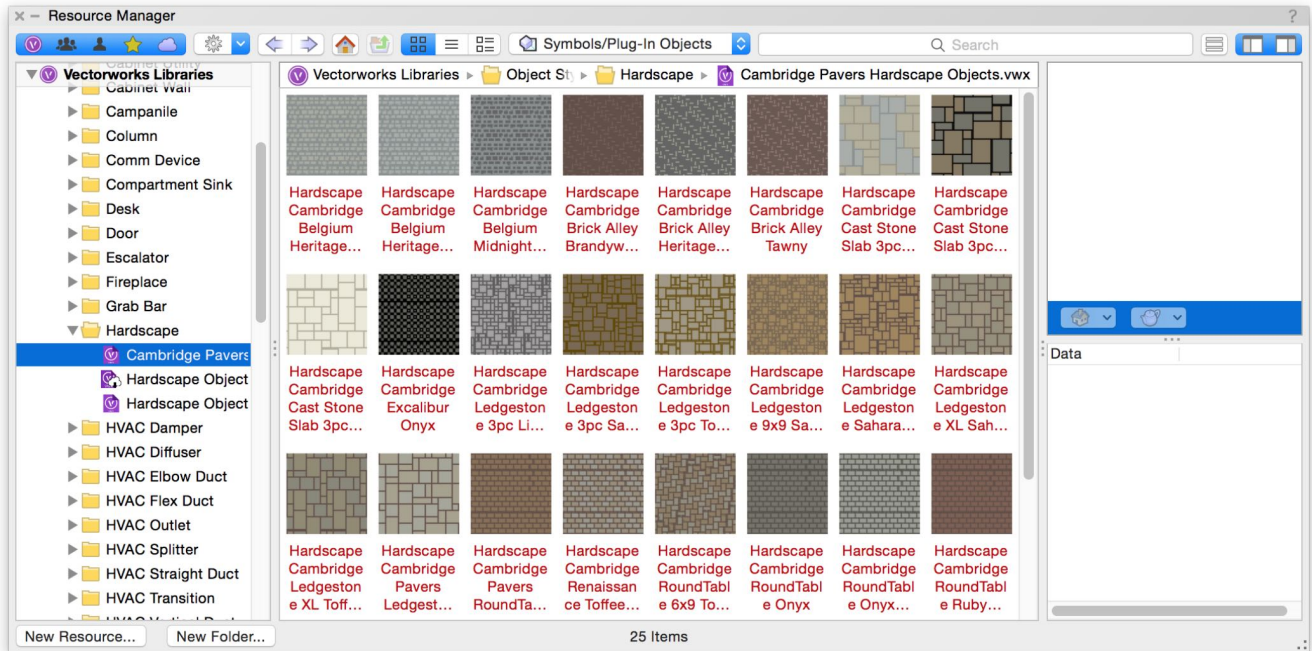 Resource Manager
?
Symbols/Plug-In Objects
Search
Vectorworks Libraries
Cabinet Wall
Campanile
Column
Comm Device
Compartment Sink
Desk
Door
Escalator
Fireplace
Grab Bar
Hardscape
Cambridge Pavers
Hardscape Object
Hardscape Object
HVAC Damper
HVAC Diffuser
HVAC Elbow Duct
HVAC Flex Duct
HVAC Outlet
HVAC Splitter
HVAC Straight Duct
HVAC Transition
Vectorworks Libraries Object St Hardscape Cambridge Pavers Hardscape Objects.vwx
Hardscape Hardscape Hardscape Hardscape Hardscape Hardscape Hardscape Hardscape
Cambridge Cambridge Cambridge Cambridge Cambridge Cambridge Cambridge Cambridge
Belgium Belgium Belgium Brick Alley Brick Alley Brick Alley Cast Stone Cast Stone
Heritage... Heritage... Midnight... Brandyw... Heritage... Tawny Slab 3pc... Slab 3pc...
Hardscape Hardscape Hardscape Hardscape Hardscape Hardscape Hardscape Hardscape
Cambridge Cambridge Cambridge Cambridge Cambridge Cambridge Cambridge Cambridge
Cast Stone Excalibur Ledgeston Ledgeston Ledgeston Ledgeston Ledgeston Ledgeston
Slab 3pc... Onyx e 3pc Li... e 3pc Sa... e 3pc To... e 9x9 Sa... e Sahara... e XL Sah...
Hardscape Hardscape Hardscape Hardscape Hardscape Hardscape Hardscape Hardscape
Cambridge Cambridge Cambridge Cambridge Cambridge Cambridge Cambridge Cambridge
Ledgeston Pavers Pavers Renaissan RoundTabl RoundTabl RoundTabl RoundTabl
e XL Toff... Ledgest... RoundTa... ce Toffee... e 6x9 To... e Onyx e Onyx... e Ruby...
Data
New Resource... New Folder... 25 Items